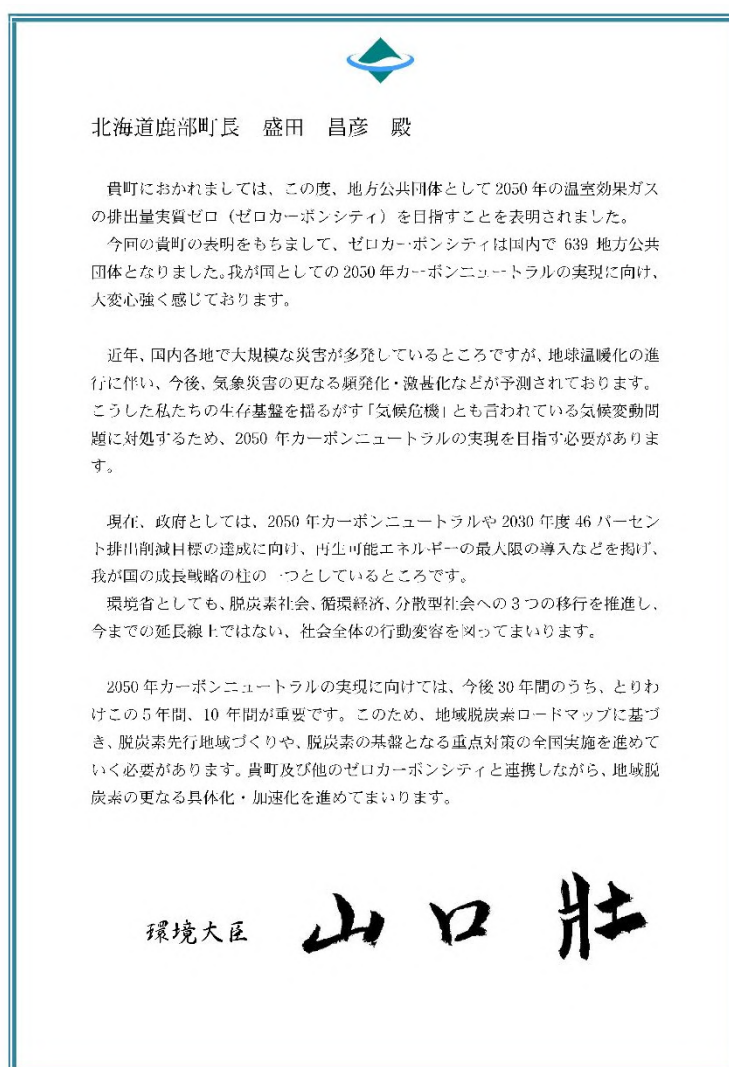 北海道鹿部町長 盛田 昌彦 殿
貴町におかれましては、この度、地方公共団体として2050年の温室効果ガス
の排出量実質ゼロ（ゼロカーボンシティ）を目指すことを表明されました。
今回の貴町の表明をもちまして、ゼロカーボンシティは国内で 639 地方公共
団体となりました。我が国としての2050年カーボンニュートラルの実現に向け、
大変心強く感じております。
近年、国内各地で大規模な災害が多発しているところですが、地球温暖化の進
行に伴い、今後、気象災害の更なる頻発化・激甚化などが予測されております。
こうした私たちの生存基盤を揺るがす「気候危機」とも言われている気候変動問
題に対処するため、2050 年カーボンニュートラルの実現を目指す必要がありま
す。
現在、政府としては、2050 年カーボンニュートラルや 2030 年度 46 パーセン
ト排出削減目標の達成に向け、再生可能エネルギーの最大限の導入などを掲げ、
我が国の成長戦略の柱の一つとしているところです。
環境省としても、脱炭素社会、循環経済、分散型社会への３つの移行を推進し、
今までの延長線上ではない、社会全体の行動変容を図ってまいります。
2050 年カーボンニュートラルの実現に向けては、今後 30 年間のうち、とりわ
けこの５年間、10 年間が重要です。このため、地域脱炭素ロードマップに基づ
き、脱炭素先行地域づくりや、脱炭素の基盤となる重点対策の全国実施を進めて
いく必要があります。貴町及び他のゼロカーボンシティと連携しながら、地域脱
炭素の更なる具体化・加速化を進めてまいります。
環境大臣 山口 壯